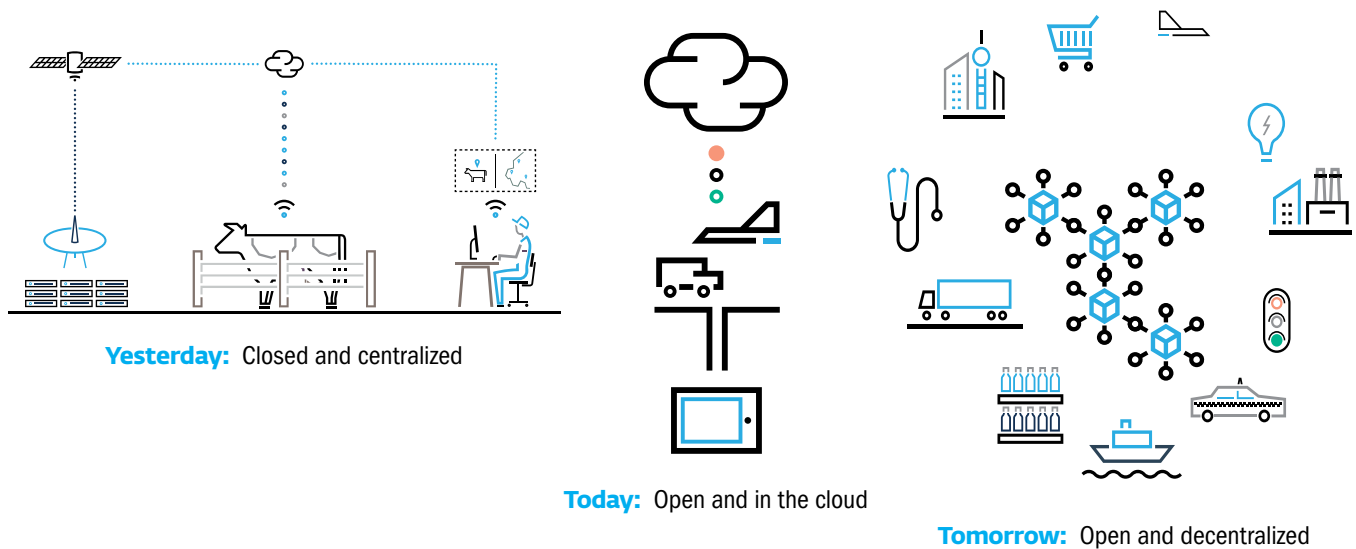 Yesterday: Closed and centralized
Today: Open and in the cloud
Tomorrow: Open and decentralized